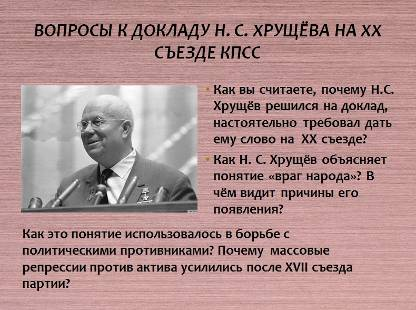 ВОПРОСЫ К ДОКЛАДУ Н. С. ХРУЩЁВА НА XX
СЪЕЗДЕ КПСС
Как вы считаете, почему Н.С.
Хрущёв решился на доклад,
настоятельно требовал дать
ему слово на XX съезде?
Как Н. С. Хрущёв объясняет
понятие «враг народа»? В
чём видит причины его
появления?
Как это понятие использовалось в борьбе с
политическими противниками? Почему массовые
репрессии против актива усилились после XVII съезда
партии?